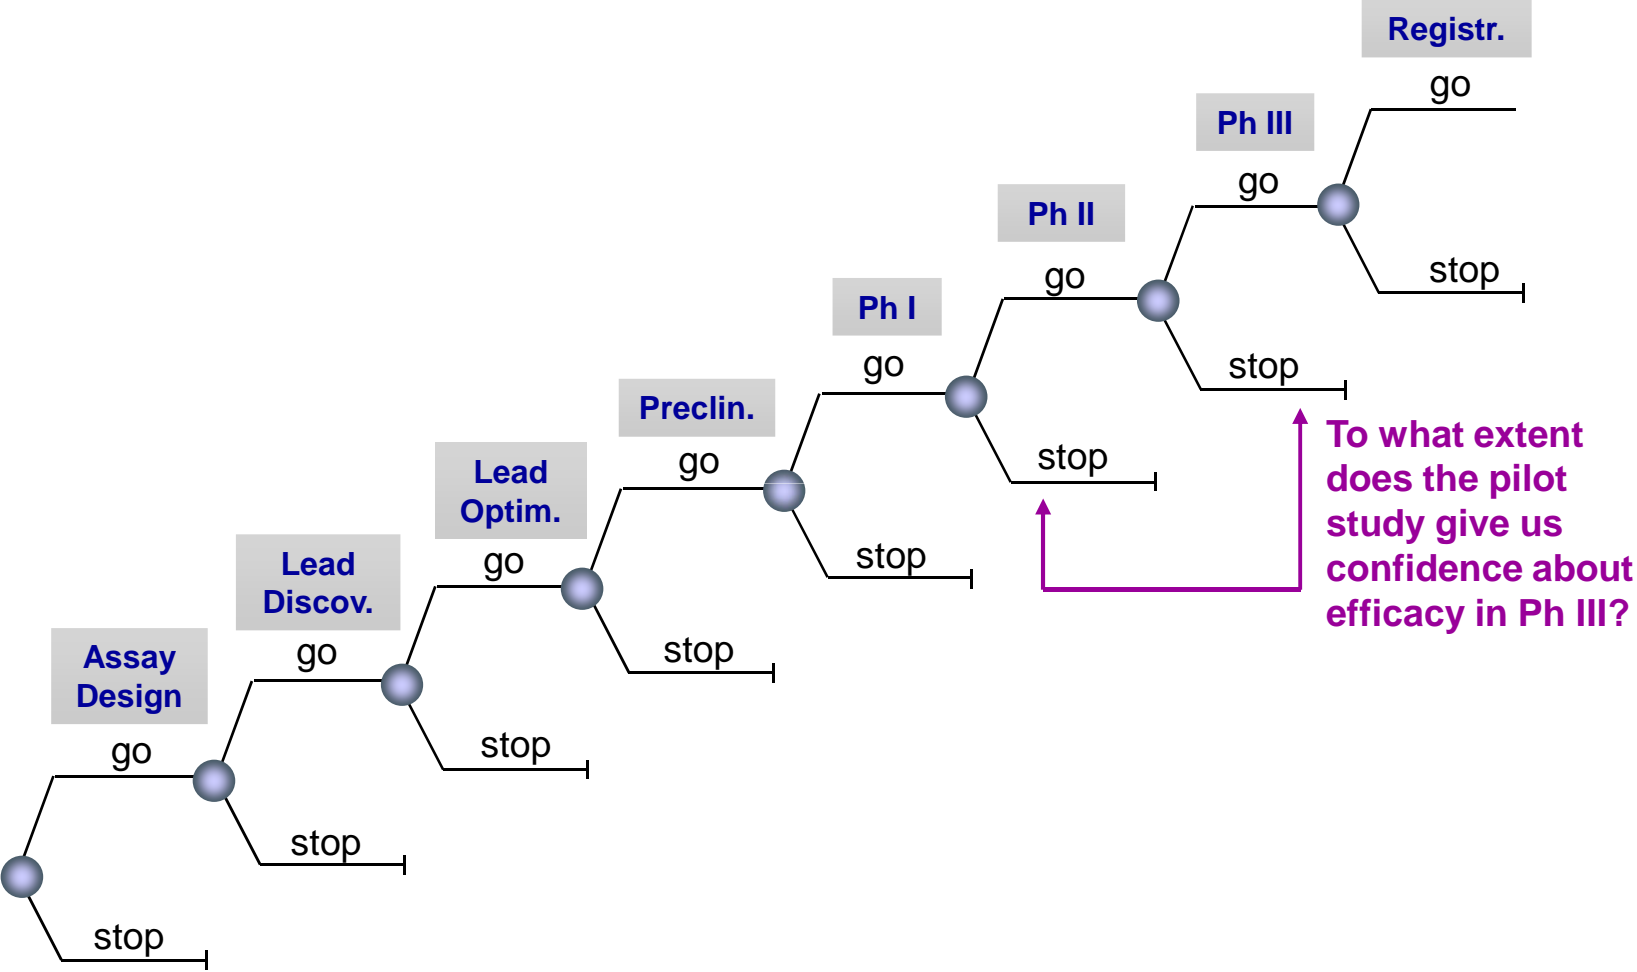 Registr.
go
Ph III
go
stop
Ph II
go
stop
Ph I
go
stop
Preclin.
go
stop
Lead
Optim.
go
stop
Lead
Discov.
go
stop
Assay
Design
go
stop
stop
To what extent
does the pilot
study give us
confidence about
efficacy in Ph III?